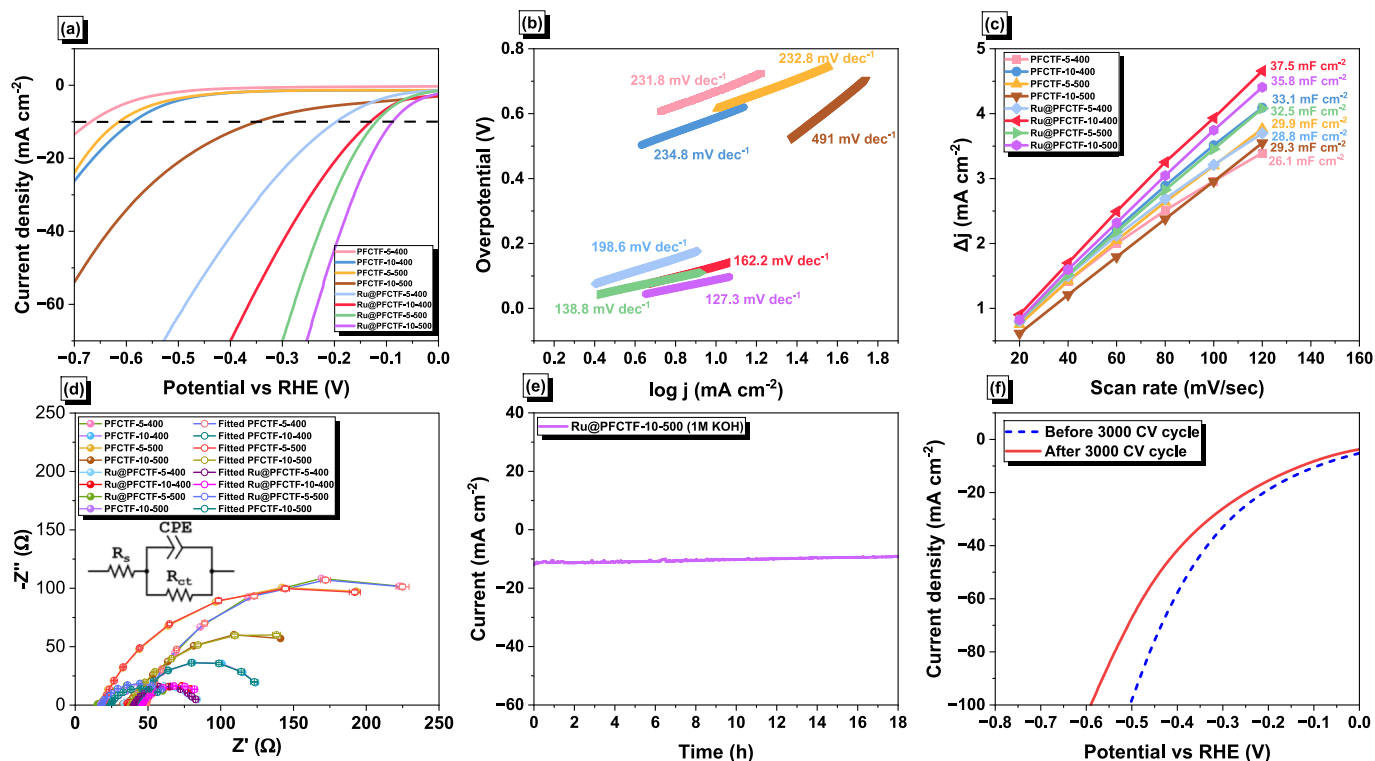 (a)
Current density (mA cm⁻²)
0
−20
−40
−60
−0.7
−0.6
−0.5
−0.4
−0.3
−0.2
−0.1
0.0
Potential vs RHE (V)
PFCTF-5-400
PFCTF-10-400
PFCTF-5-500
PFCTF-10-500
Ru@PFCTF-5-400
Ru@PFCTF-10-400
Ru@PFCTF-5-500
Ru@PFCTF-10-500
(b)
Overpotential (V)
0.8
0.6
0.4
0.2
0.0
0.1
0.4
0.6
1.0
1.2
1.5
1.8
log j (mA cm⁻²)
231.8 mV dec⁻¹
232.8 mV dec⁻¹
234.8 mV dec⁻¹
491 mV dec⁻¹
198.6 mV dec⁻¹
162.2 mV dec⁻¹
138.8 mV dec⁻¹
127.3 mV dec⁻¹
(c)
Δj (mA cm⁻²)
5
4
3
2
1
20
40
60
80
100
120
140
160
Scan rate (mV/sec)
PFCTF-5-400
PFCTF-10-400
PFCTF-5-500
PFCTF-10-500
Ru@PFCTF-5-400
Ru@PFCTF-10-400
Ru@PFCTF-5-500
Ru@PFCTF-10-500
37.5 mF cm⁻²
35.8 mF cm⁻²
33.1 mF cm⁻²
32.5 mF cm⁻²
29.9 mF cm⁻²
28.8 mF cm⁻²
29.3 mF cm⁻²
26.1 mF cm⁻²
(d)
-Z'' (Ω)
250
200
150
100
50
0
0
50
100
150
200
250
Z' (Ω)
PFCTF-5-400
PFCTF-10-400
PFCTF-5-500
PFCTF-10-500
Ru@PFCTF-5-400
Ru@PFCTF-10-400
Ru@PFCTF-5-500
PFCTF-10-500
Fitted PFCTF-5-400
Fitted PFCTF-10-400
Fitted PFCTF-5-500
Fitted PFCTF-10-500
Fitted Ru@PFCTF-5-400
Fitted Ru@PFCTF-10-400
Fitted Ru@PFCTF-5-500
Fitted PFCTF-10-500
CPE
Rs
Rct
(e)
Current (mA cm⁻²)
40
20
0
−20
−40
−60
0
2
4
6
8
10
12
14
16
18
Time (h)
Ru@PFCT-10-500 (1M KOH)
(f)
Current density (mA cm⁻²)
0
−20
−40
−60
−80
−100
−0.8
−0.7
−0.6
−0.5
−0.4
−0.3
−0.2
−0.1
0.0
Potential vs RHE (V)
Before 3000 CV cycle
After 3000 CV cycle